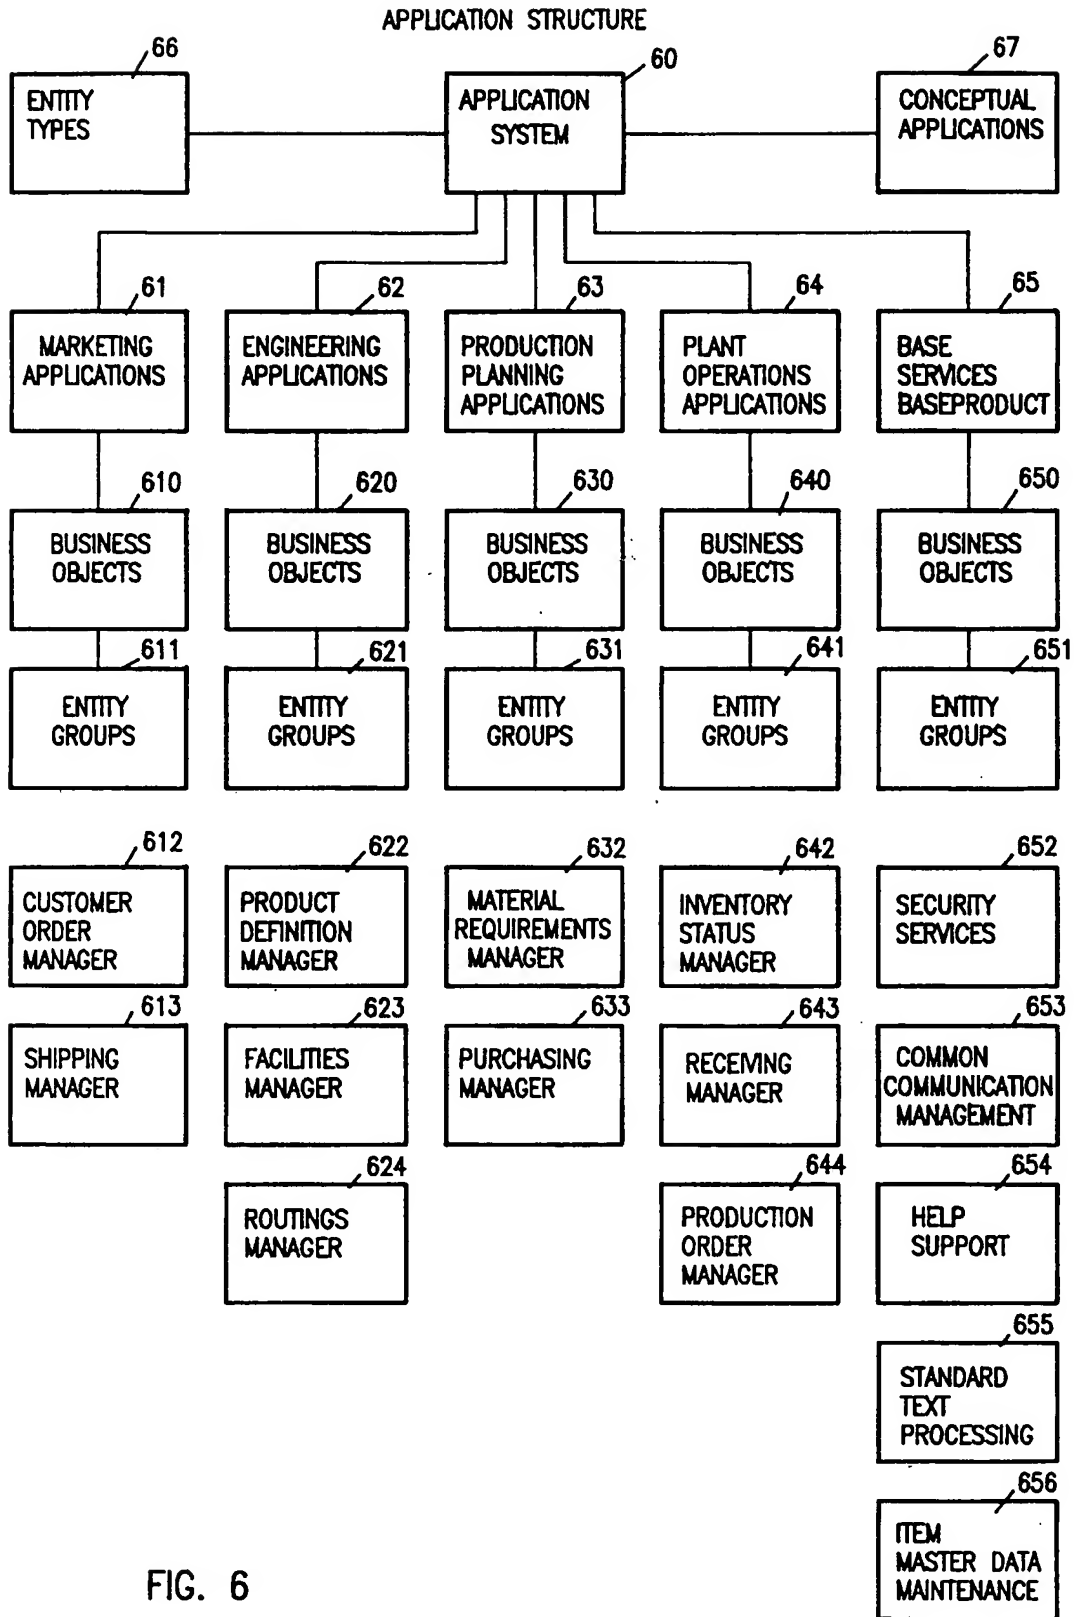 APPLICATION STRUCTURE
66
60
67
ENTITY
TYPES
APPLICATION
SYSTEM
CONCEPTUAL
APPLICATIONS
61
62
63
64
65
MARKETING
APPLICATIONS
ENGINEERING
APPLICATIONS
PRODUCTION
PLANNING
APPLICATIONS
PLANT
OPERATIONS
APPLICATIONS
BASE
SERVICES
BASEPRODUCT
610
620
630
640
650
BUSINESS
OBJECTS
BUSINESS
OBJECTS
BUSINESS
OBJECTS
BUSINESS
OBJECTS
BUSINESS
OBJECTS
611
621
631
641
651
ENTITY
GROUPS
ENTITY
GROUPS
ENTITY
GROUPS
ENTITY
GROUPS
ENTITY
GROUPS
612
622
632
642
652
CUSTOMER
ORDER
MANAGER
PRODUCT
DEFINITION
MANAGER
MATERIAL
REQUIREMENTS
MANAGER
INVENTORY
STATUS
MANAGER
SECURITY
SERVICES
613
623
633
643
653
SHIPPING
MANAGER
FACILITIES
MANAGER
PURCHASING
MANAGER
RECEIVING
MANAGER
COMMON
COMMUNICATION
MANAGEMENT
624
644
654
ROUTINGS
MANAGER
PRODUCTION
ORDER
MANAGER
HELP
SUPPORT
655
STANDARD
TEXT
PROCESSING
656
ITEM
MASTER DATA
MAINTENANCE
FIG. 6